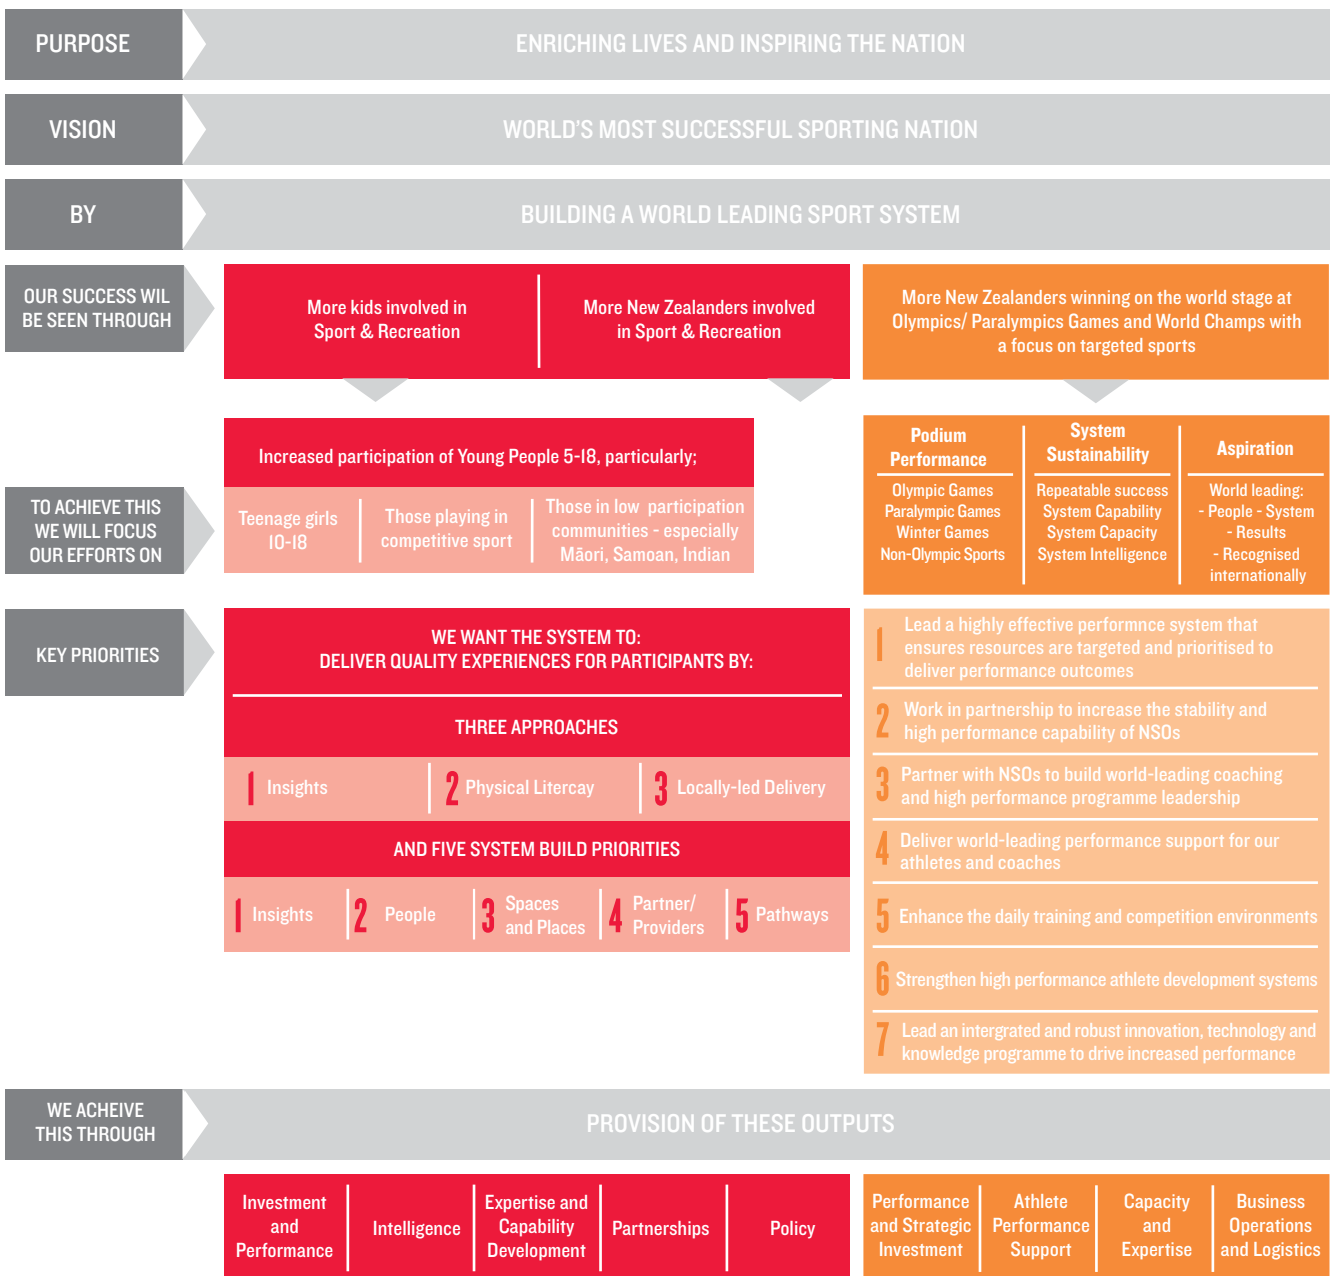 PURPOSE
ENRICHING LIVES AND INSPIRING THE NATION
VISION
WORLD'S MOST SUCCESSFUL SPORTING NATION
BY
BUILDING A WORLD LEADING SPORT SYSTEM
OUR SUCCESS WIL
BE SEEN THROUGH
More kids involved in
Sport & Recreation
More New Zealanders involved
in Sport & Recreation
More New Zealanders winning on the world stage at
Olympics/ Paralympics Games and World Champs with
a focus on targeted sports
TO ACHIEVE THIS
WE WILL FOCUS
OUR EFFORTS ON
Increased participation of Young People 5-18, particularly;
Teenage girls
10-18
Those playing in
competitive sport
Those in low participation
communities - especially
Māori, Samoan, Indian
Podium
Performance
Olympic Games
Paralympic Games
Winter Games
Non-Olympic Sports
System
Sustainability
Repeatable success
System Capability
System Capacity
System Intelligence
Aspiration
World leading:
- People - System
- Results
- Recognised
internationally
KEY PRIORITIES
WE WANT THE SYSTEM TO:
DELIVER QUALITY EXPERIENCES FOR PARTICIPANTS BY:
THREE APPROACHES
1 Insights
2 Physical Litercay
3 Locally-led Delivery
AND FIVE SYSTEM BUILD PRIORITIES
1 Insights
2 People
3 Spaces
and Places
4 Partner/
Providers
5 Pathways
1 Lead a highly effective performnce system that
ensures resources are targeted and prioritised to
deliver performance outcomes
2 Work in partnership to increase the stability and
high performance capability of NSOs
3 Partner with NSOs to build world-leading coaching
and high performance programme leadership
4 Deliver world-leading performance support for our
athletes and coaches
5 Enhance the daily training and competition environments
6 Strengthen high performance athlete development systems
7 Lead an intergrated and robust innovation, technology and
knowledge programme to drive increased performance
WE ACHEIVE
THIS THROUGH
PROVISION OF THESE OUTPUTS
Investment
and
Performance
Intelligence
Expertise and
Capability
Development
Partnerships
Policy
Performance
and Strategic
Investment
Athlete
Performance
Support
Capacity
and
Expertise
Business
Operations
and Logistics